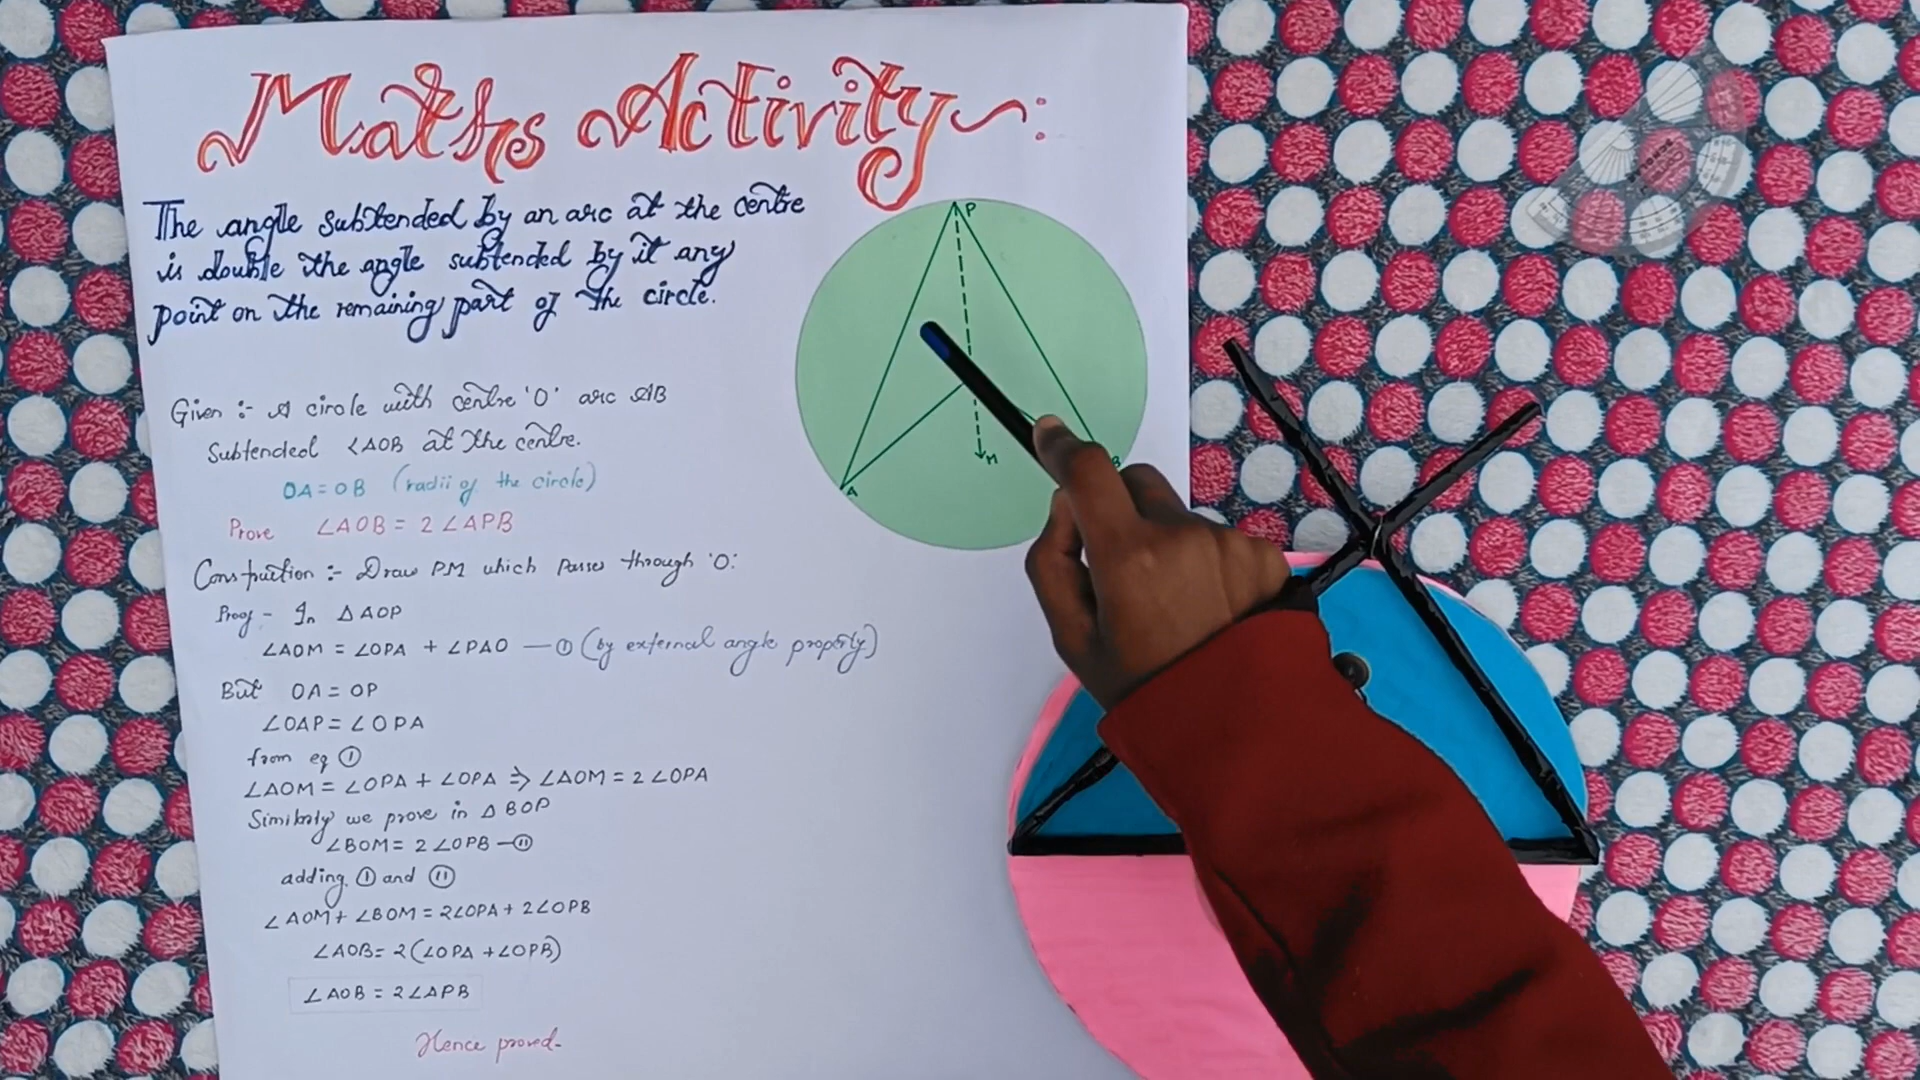 Maths Activity:
The angle subtended by an arc at the centre
is double the angle subtended by it any
point on the remaining part of the circle.
P
M
A
B
Given :- A circle with centre 'O' arc AB
Subtended ∠AOB at the centre.
OA = OB (radii of the circle)
Prove ∠AOB = 2 ∠APB
Construction :- Draw PM which passes through 'O'.
Proof - In △AOP
∠AOM = ∠OPA + ∠PAO — ① (by external angle property)
But OA = OP
∠OAP = ∠OPA
from eq ①
∠AOM = ∠OPA + ∠OPA ⇒ ∠AOM = 2 ∠OPA
Similarly we prove in △BOP
∠BOM = 2 ∠OPB — ⑪
adding ① and ⑪
∠AOM + ∠BOM = 2∠OPA + 2∠OPB
∠AOB = 2(∠OPA + ∠OPB)
∠AOB = 2∠APB
Hence proved-